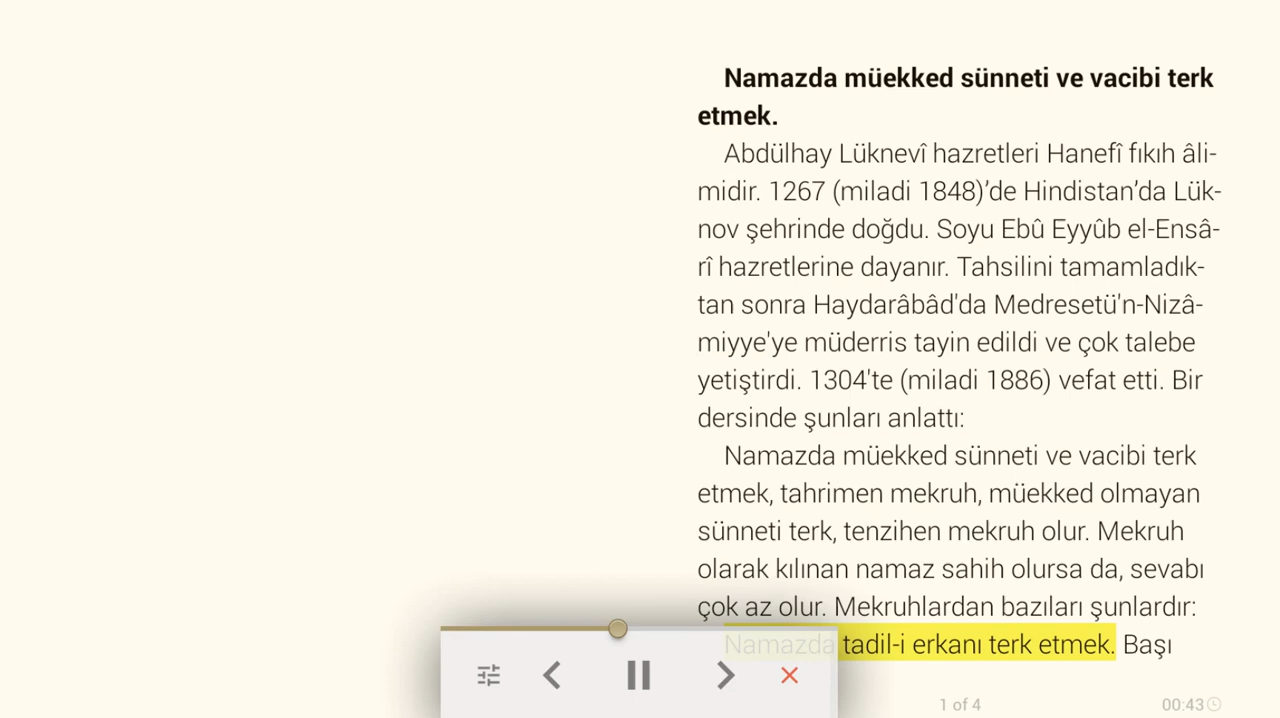 Namazda müekked sünneti ve vacibi terk
etmek.
Abdülhay Lüknevî hazretleri Hanefî fıkıh âli-
midir. 1267 (miladi 1848)’de Hindistan’da Lük-
nov şehrinde doğdu. Soyu Ebû Eyyûb el-Ensâ-
rî hazretlerine dayanır. Tahsilini tamamladık-
tan sonra Haydarâbâd'da Medresetü'n-Nizâ-
miyye'ye müderris tayin edildi ve çok talebe
yetiştirdi. 1304'te (miladi 1886) vefat etti. Bir
dersinde şunları anlattı:
Namazda müekked sünneti ve vacibi terk
etmek, tahrimen mekruh, müekked olmayan
sünneti terk, tenzihen mekruh olur. Mekruh
olarak kılınan namaz sahih olursa da, sevabı
çok az olur. Mekruhlardan bazıları şunlardır:
Namazda tadil-i erkanı terk etmek. Başı
1 of 4
00:43